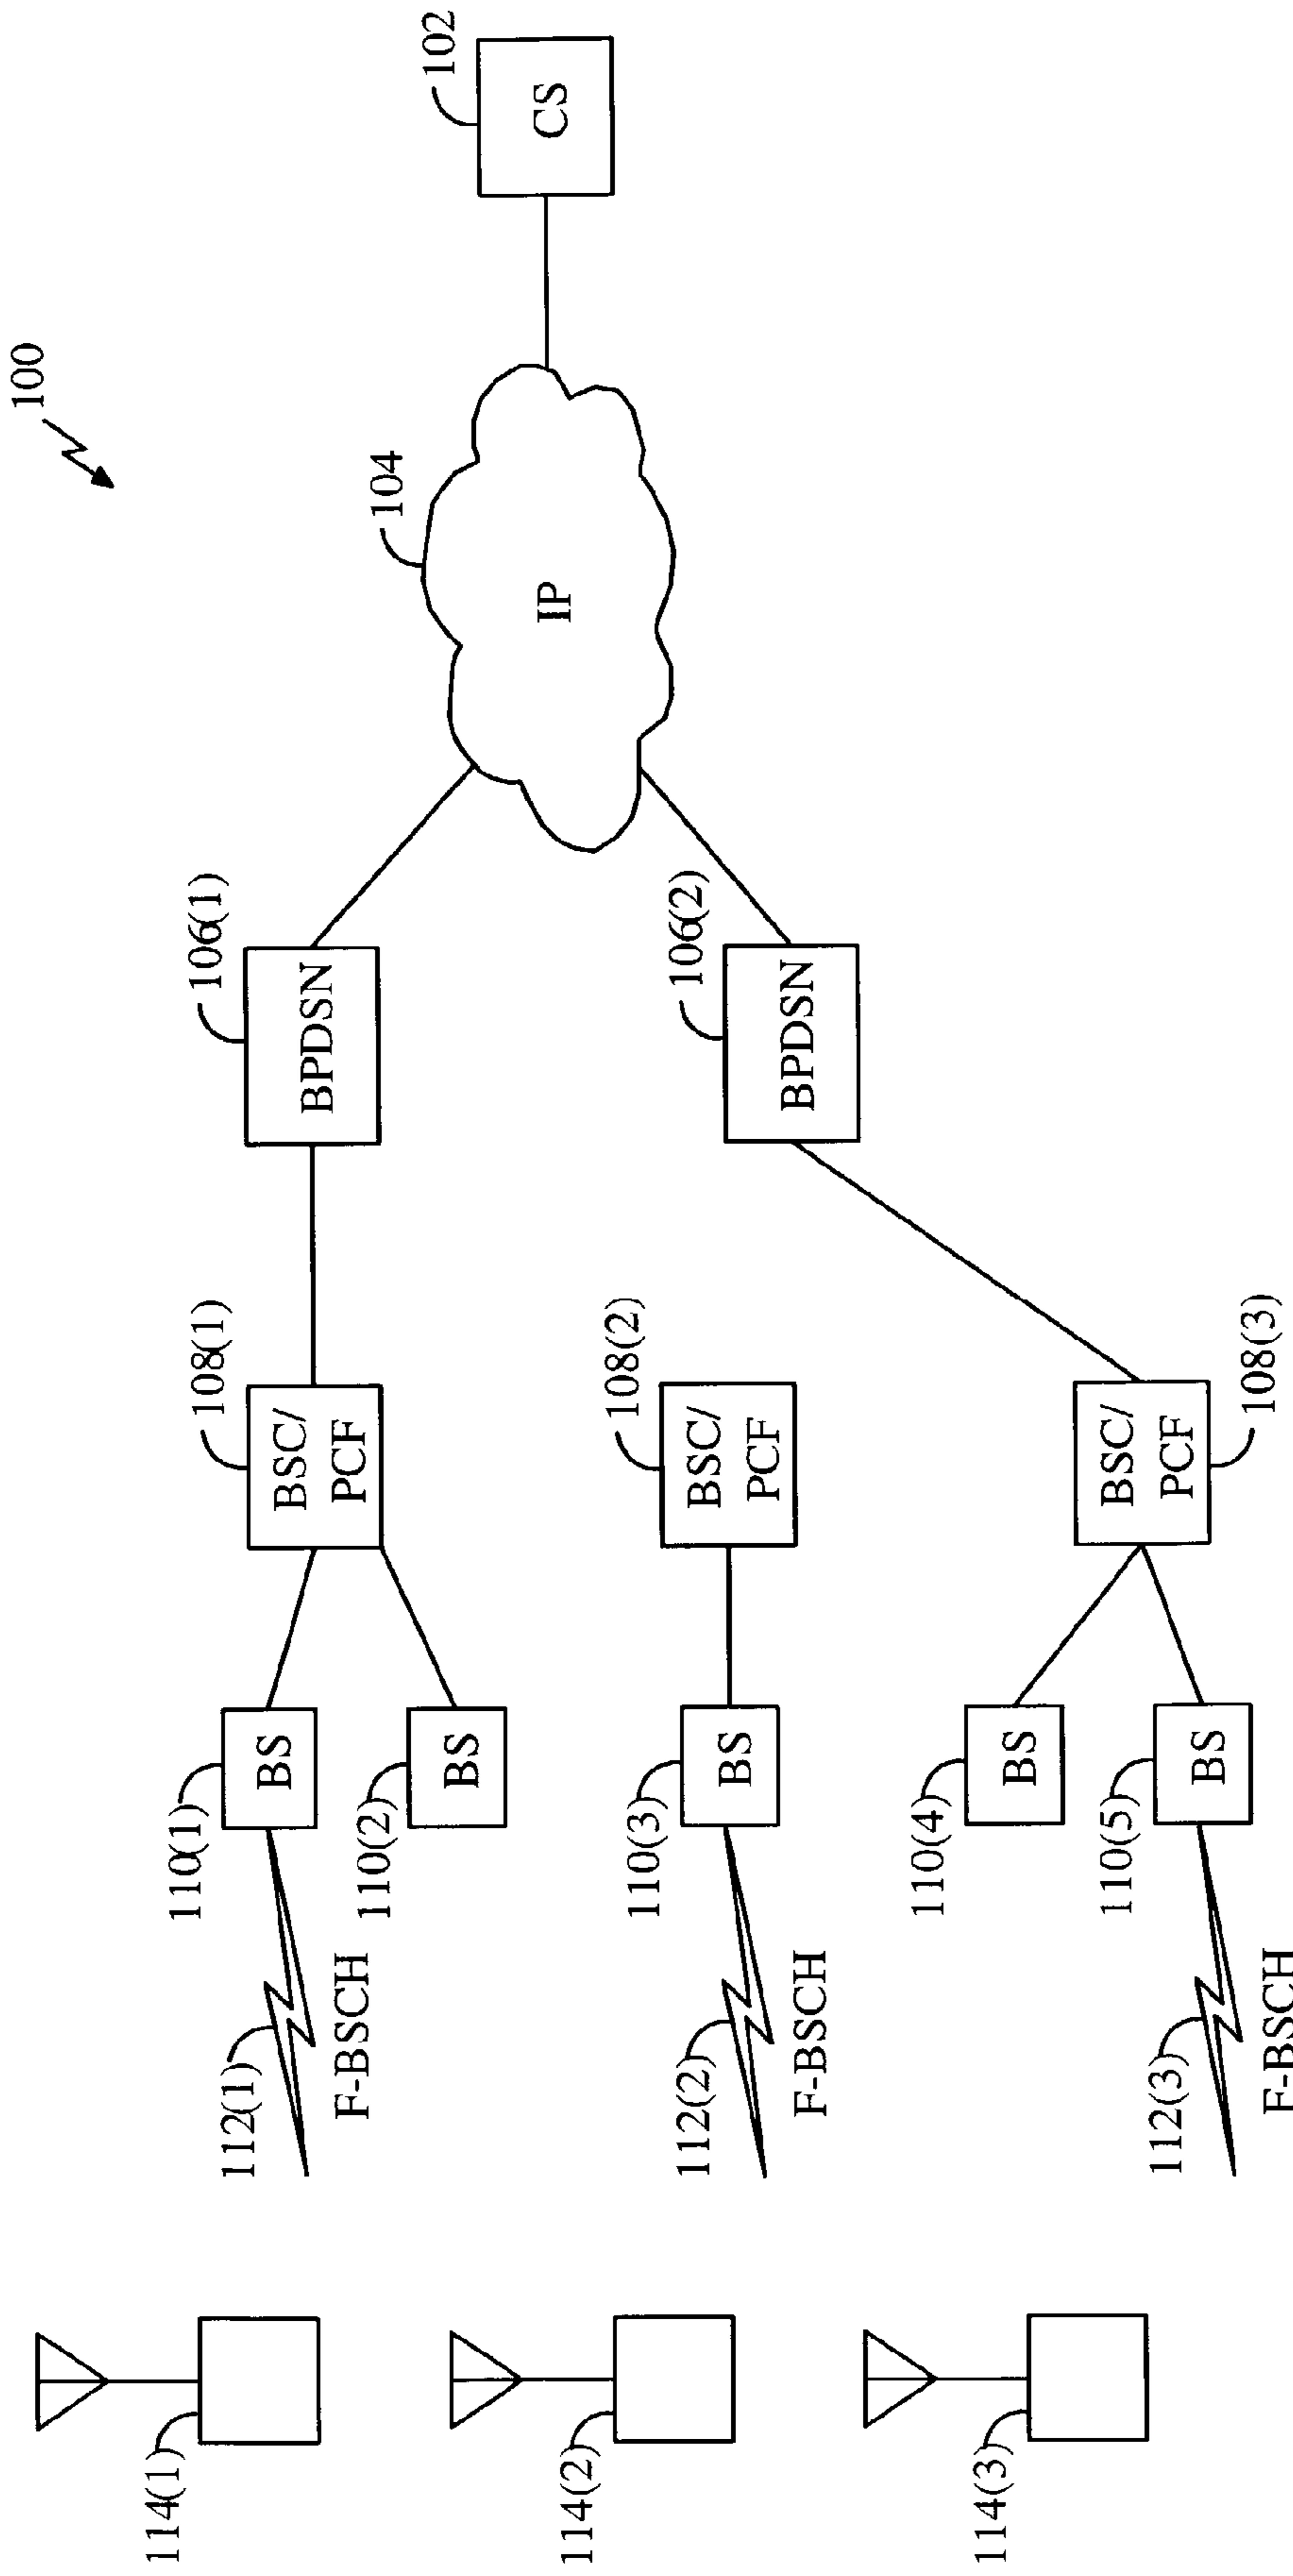 100
114(1)
112(1)
F-BSCH
110(1)
BS
110(2)
BS
108(1)
BSC/
PCF
106(1)
BPDSN
104
IP
102
CS
114(2)
112(2)
F-BSCH
110(3)
BS
108(2)
BSC/
PCF
106(2)
BPDSN
114(3)
112(3)
F-BSCH
110(4)
BS
110(5)
BS
BSC/
PCF
108(3)